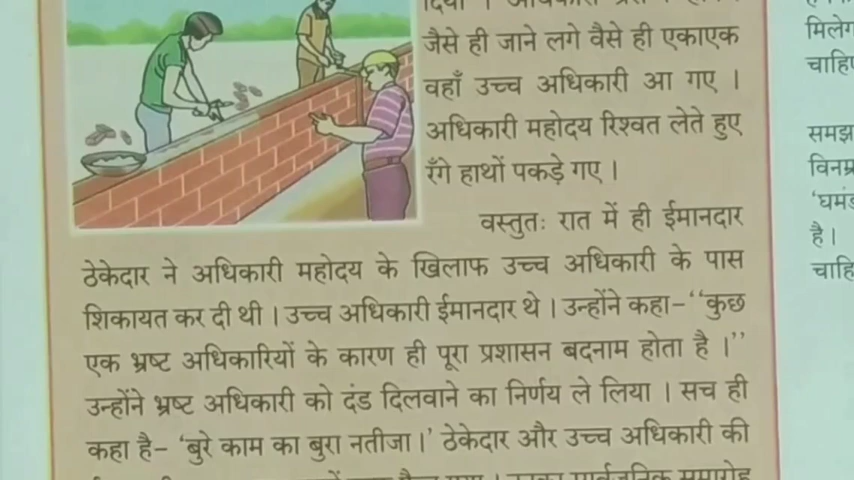 जैसे ही जाने लगे वैसे ही एकाएक
वहाँ उच्च अधिकारी आ गए ।
अधिकारी महोदय रिश्वत लेते हुए
रँगे हाथों पकड़े गए ।
वस्तुतः रात में ही ईमानदार
ठेकेदार ने अधिकारी महोदय के खिलाफ उच्च अधिकारी के पास
शिकायत कर दी थी । उच्च अधिकारी ईमानदार थे । उन्होंने कहा-“कुछ
एक भ्रष्ट अधिकारियों के कारण ही पूरा प्रशासन बदनाम होता है ।”
उन्होंने भ्रष्ट अधिकारी को दंड दिलवाने का निर्णय ले लिया । सच ही
कहा है- ‘बुरे काम का बुरा नतीजा।’ ठेकेदार और उच्च अधिकारी की
मिलेग
चाहिए
समझ
विनम्र
‘घमंड
है।
चाहि